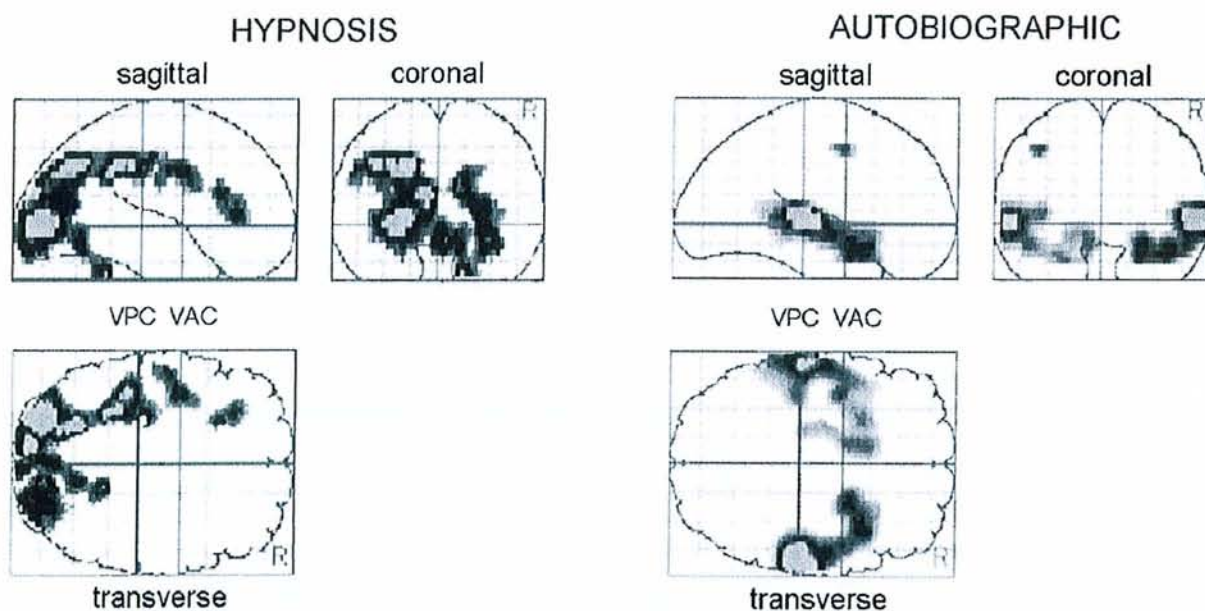 HYPNOSIS
sagittal coronal
R
VPC VAC
R
transverse
AUTOBIOGRAPHIC
sagittal coronal
R
VPC VAC
R
transverse